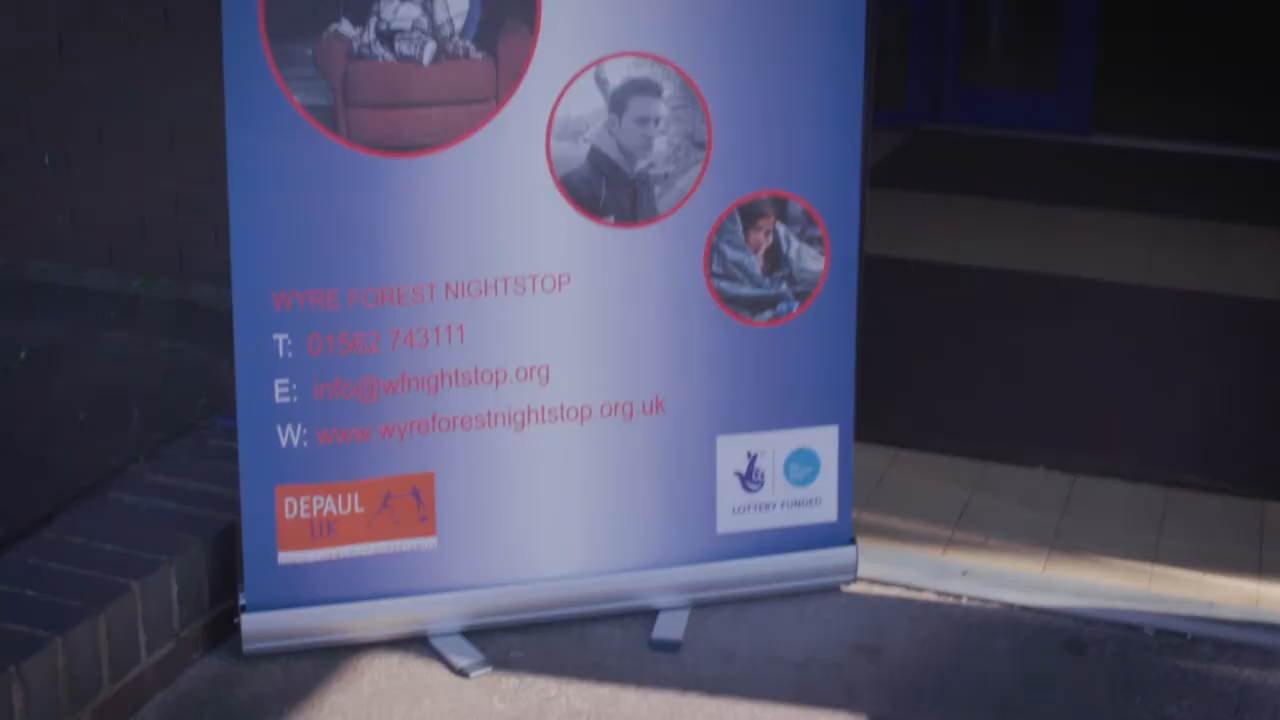 WYRE FOREST NIGHTSTOP
T: 01562 743111
E: info@wfnightstop.org
W: www.wyreforestnightstop.org.uk
DEPAUL
UK
LOTTERY FUNDED